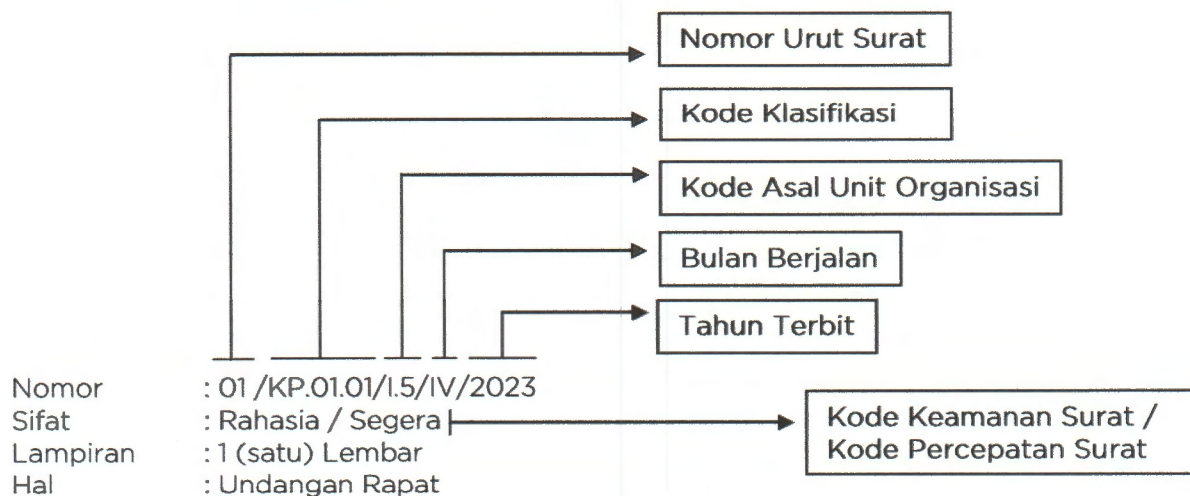 Nomor Urut Surat
Kode Klasifikasi
Kode Asal Unit Organisasi
Bulan Berjalan
Tahun Terbit
Nomor : 01 /KP.01.01/I.5/IV/2023
Sifat : Rahasia / Segera
Lampiran : 1 (satu) Lembar
Hal : Undangan Rapat
Kode Keamanan Surat /
Kode Percepatan Surat